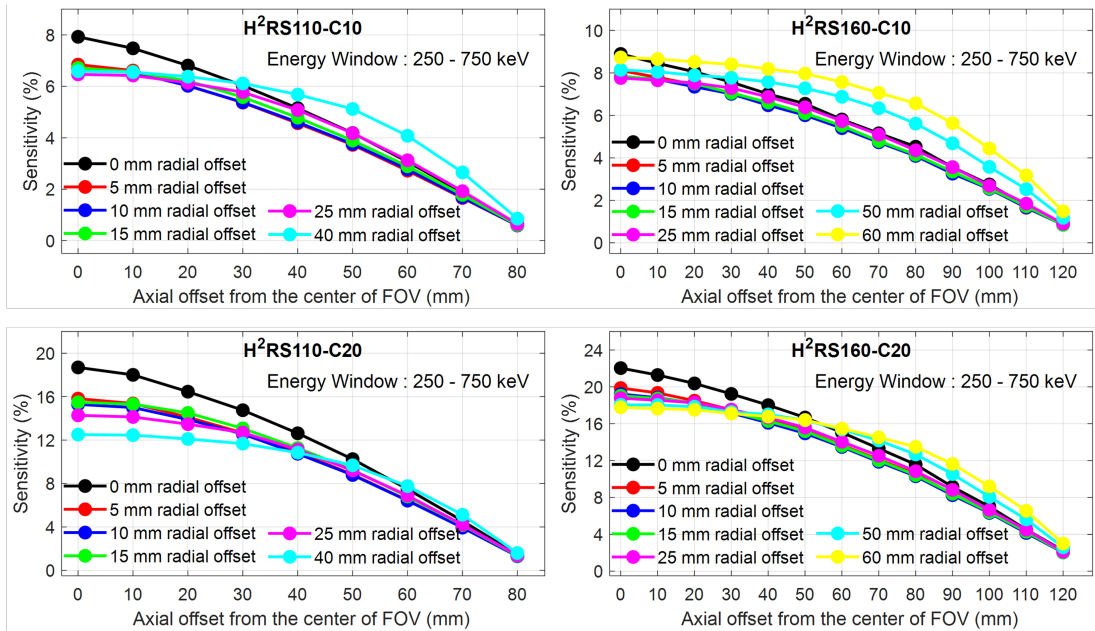 H²RS110-C10
Energy Window : 250 - 750 keV
Sensitivity (%)
8
6
4
2
0
0 mm radial offset
5 mm radial offset
10 mm radial offset
15 mm radial offset
25 mm radial offset
40 mm radial offset
0 10 20 30 40 50 60 70 80
Axial offset from the center of FOV (mm)
H²RS160-C10
Energy Window : 250 - 750 keV
Sensitivity (%)
10
8
6
4
2
0
0 mm radial offset
5 mm radial offset
10 mm radial offset
15 mm radial offset
25 mm radial offset
50 mm radial offset
60 mm radial offset
0 10 20 30 40 50 60 70 80 90 100 110 120
Axial offset from the center of FOV (mm)
H²RS110-C20
Energy Window : 250 - 750 keV
Sensitivity (%)
20
16
12
8
4
0
0 mm radial offset
5 mm radial offset
10 mm radial offset
15 mm radial offset
25 mm radial offset
40 mm radial offset
0 10 20 30 40 50 60 70 80
Axial offset from the center of FOV (mm)
H²RS160-C20
Energy Window : 250 - 750 keV
Sensitivity (%)
24
20
16
12
8
4
0
0 mm radial offset
5 mm radial offset
10 mm radial offset
15 mm radial offset
25 mm radial offset
50 mm radial offset
60 mm radial offset
0 10 20 30 40 50 60 70 80 90 100 110 120
Axial offset from the center of FOV (mm)